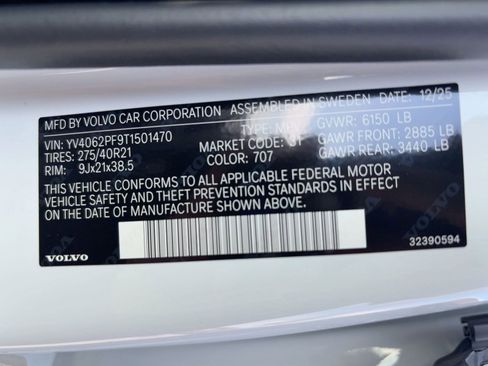 MFD BY VOLVO CAR CORPORATION ASSEMBLED IN SWEDEN DATE: 12/25
VIN: YV4062PF9T1501470 TYPE: GVWR: 6150 LB
TIRES: 275/40R21 MARKET CODE: GAWR FRONT: 2885 LB
RIM: 9Jx21x38.5 COLOR: 707 GAWR REAR: 3440 LB
THIS VEHICLE CONFORMS TO ALL APPLICABLE FEDERAL MOTOR
VEHICLE SAFETY AND THEFT PREVENTION STANDARDS IN EFFECT
ON THE DATE OF MANUFACTURE SHOWN ABOVE.
VOLVO 32390594